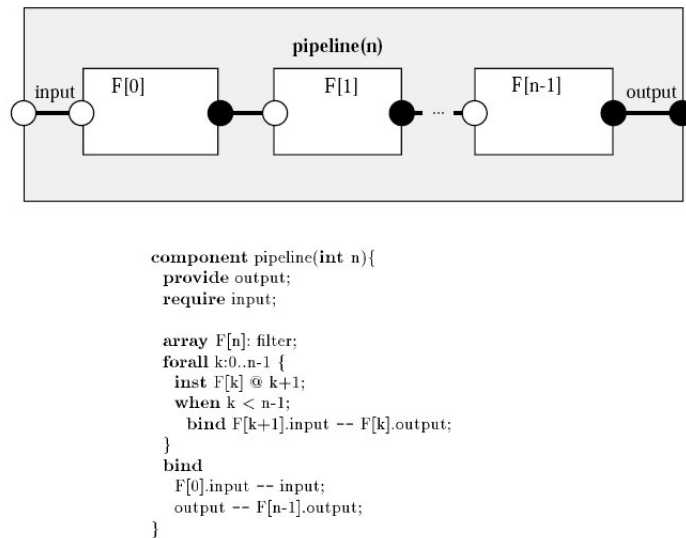 pipeline(n)
input
F[0]
F[1]
...
F[n-1]
output
component pipeline(int n){
provide output;
require input;
array F[n]: filter;
forall k:0..n-1 {
inst F[k] @ k+1;
when k < n-1;
bind F[k+1].input -- F[k].output;
}
bind
F[0].input -- input;
output -- F[n-1].output;
}